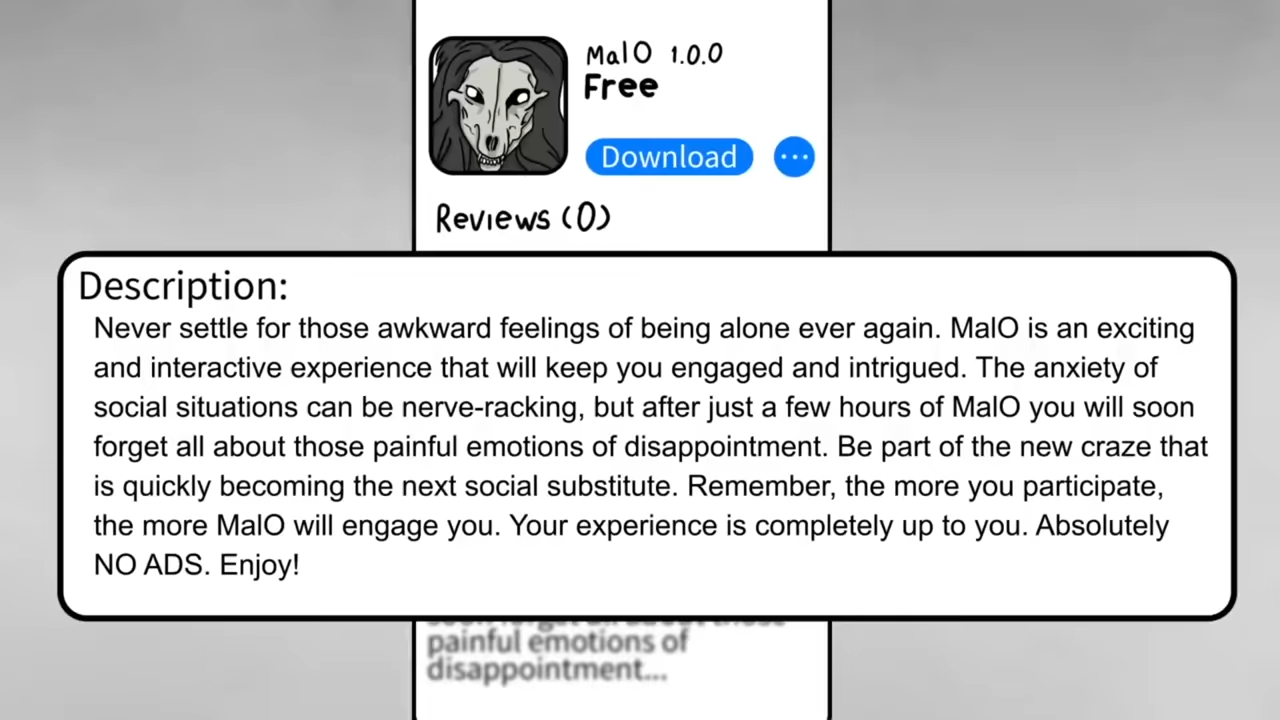 MalO 1.0.0
Free
Download
Reviews (0)
Description:
Never settle for those awkward feelings of being alone ever again. MalO is an exciting
and interactive experience that will keep you engaged and intrigued. The anxiety of
social situations can be nerve-racking, but after just a few hours of MalO you will soon
forget all about those painful emotions of disappointment. Be part of the new craze that
is quickly becoming the next social substitute. Remember, the more you participate,
the more MalO will engage you. Your experience is completely up to you. Absolutely
NO ADS. Enjoy!
painful emotions of
disappointment...